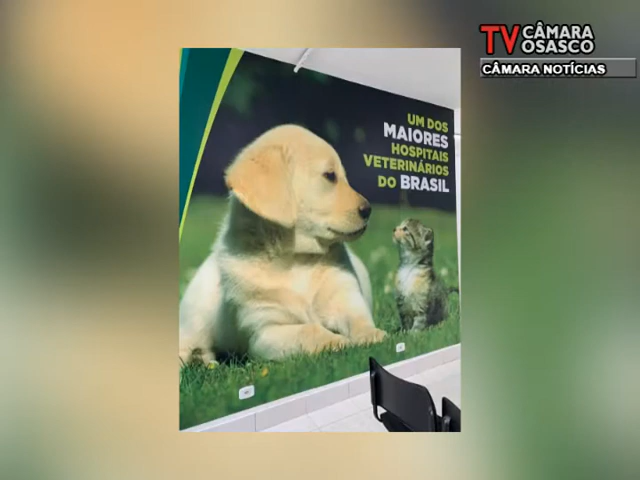 TV CÂMARA
OSASCO
CÂMARA NOTÍCIAS
UM DOS
MAIORES
HOSPITAIS
VETERINÁRIOS
DO BRASIL